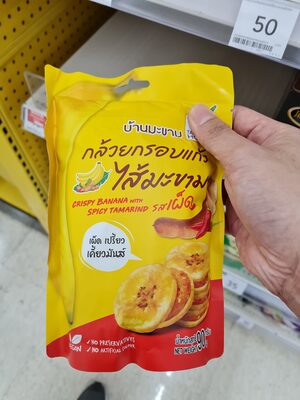 50
บ้านมะขาม
กล้วยกรอบแก้ว
ไส้มะขาม
CRISPY BANANA WITH
SPICY TAMARIND รสเผ็ด
เผ็ด เปรี้ยว
เคี้ยวมันส์
VEGAN
✓ NO PRESERVATIVES
✓ NO ARTIFICIAL
NET WEIGHT 90
35